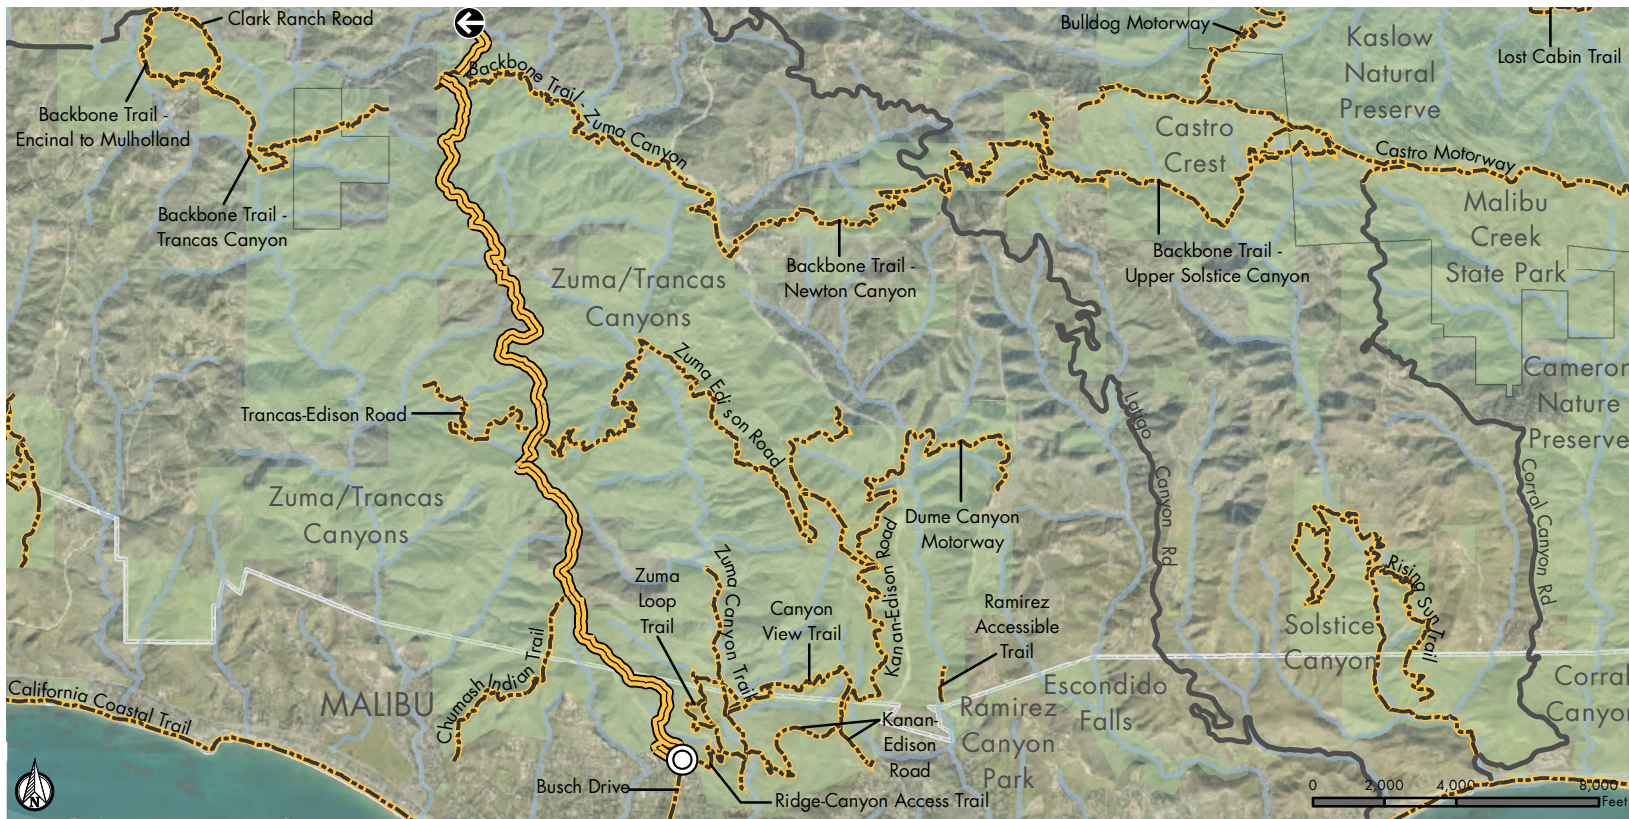 Clark Ranch Road
Bulldog Motorway
Kaslow
Natural
Preserve
Lost Cabin Trail
Backbone Trail - Zuma Canyon
Backbone Trail -
Encinal to Mulholland
Castro
Crest
Castro Motorway
Backbone Trail -
Trancas Canyon
Malibu
Creek
State Park
Backbone Trail -
Newton Canyon
Backbone Trail -
Upper Solstice Canyon
Zuma/Trancas
Canyons
Zuma Edison Road
Cameron
Nature
Preserve
Trancas-Edison Road
Latigo Canyon Rd
Corral Canyon Rd
Zuma/Trancas
Canyons
Dume Canyon
Motorway
Kanan-Edison Road
Zuma
Loop
Trail
Zuma Canyon Trail
Canyon
View Trail
Ramirez
Accessible
Trail
Rising Sun Trail
Solstice
Canyon
Chumash Indian Trail
California Coastal Trail
MALIBU
Escondido
Falls
Ramirez
Canyon
Park
Corral
Canyon
Kanan-
Edison
Road
Busch Drive
Ridge-Canyon Access Trail
N
0 2,000 4,000 8,000
Feet